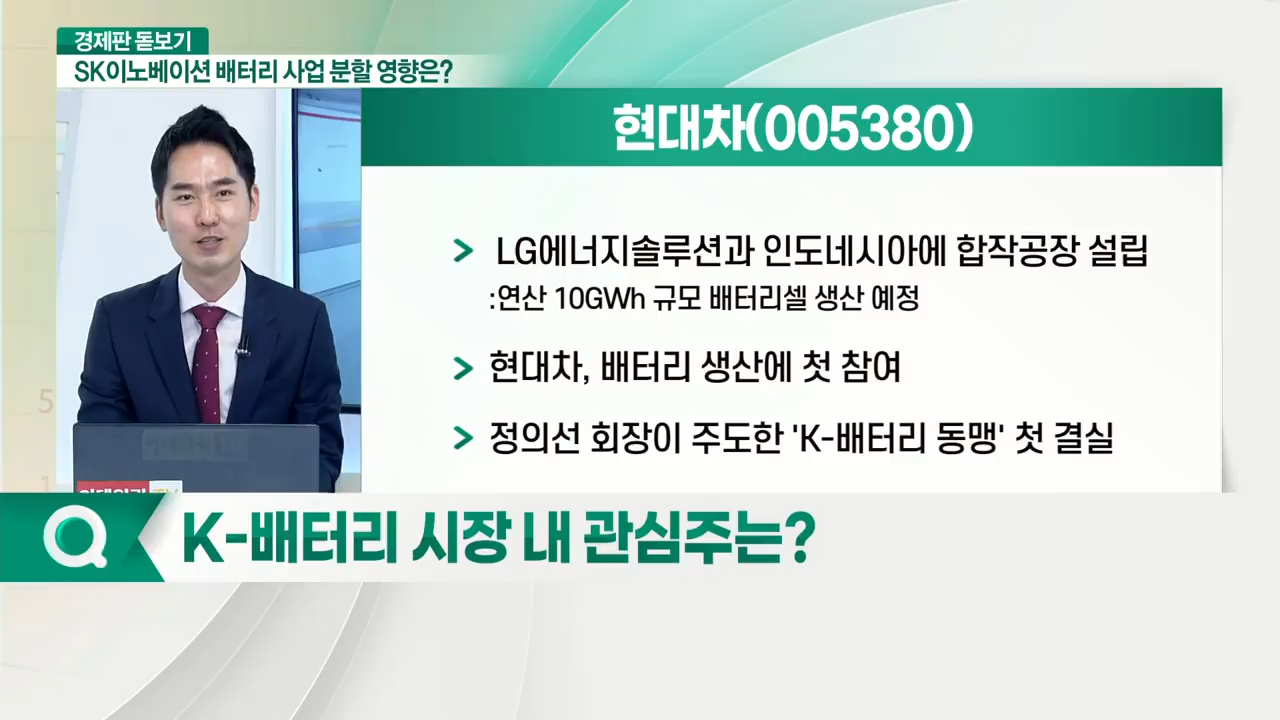 경제판 돋보기
SK이노베이션 배터리 사업 분할 영향은?
현대차(005380)
LG에너지솔루션과 인도네시아에 합작공장 설립
:연산 10GWh 규모 배터리셀 생산 예정
현대차, 배터리 생산에 첫 참여
정의선 회장이 주도한 'K-배터리 동맹' 첫 결실
5
1
Q K-배터리 시장 내 관심주는?